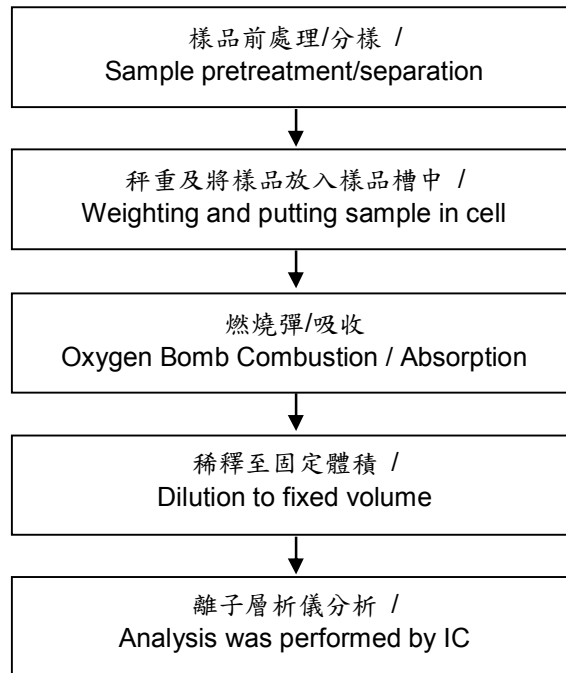 樣品前處理/分樣 /
Sample pretreatment/separation
秤重及將樣品放入樣品槽中 /
Weighting and putting sample in cell
燃燒彈/吸收
Oxygen Bomb Combustion / Absorption
稀釋至固定體積 /
Dilution to fixed volume
離子層析儀分析 /
Analysis was performed by IC